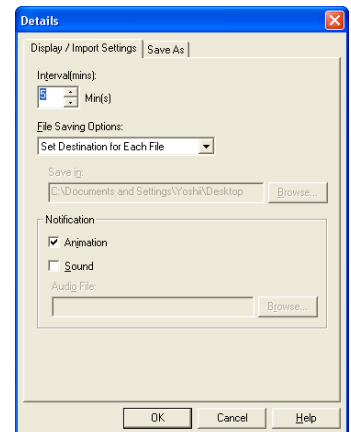 Details
Display / Import Settings Save As
Interval(mins):
5 Min(s)
File Saving Options:
Set Destination for Each File
Save in:
C:\Documents and Settings\Yoshii\Desktop Browse...
Notification
Animation
Sound
Audio File:
Browse...
OK Cancel Help